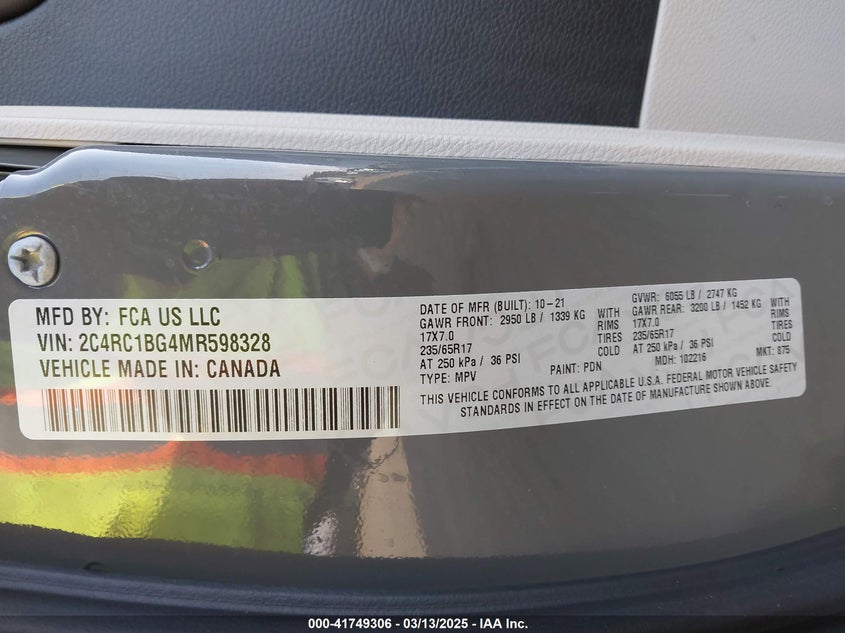 MFD BY: FCA US LLC
VIN: 2C4RC1BG4MR598328
VEHICLE MADE IN: CANADA
DATE OF MFR (BUILT): 10-21
GVWR: 6055 LB / 2747 KG
GAWR FRONT: 2950 LB / 1339 KG WITH
17X7.0 RIMS
235/65R17 TIRES
AT 250 kPa / 36 PSI COLD
GAWR REAR: 3200 LB / 1452 KG WITH
17X7.0 RIMS
235/65R17 TIRES
AT 250 kPa / 36 PSI COLD
TYPE: MPV PAINT: PDN MDH: 102216 MKT: 875
THIS VEHICLE CONFORMS TO ALL APPLICABLE U.S.A. FEDERAL MOTOR VEHICLE SAFETY
STANDARDS IN EFFECT ON THE DATE OF MANUFACTURE SHOWN ABOVE.
000-41749306 - 03/13/2025 - IAA Inc.